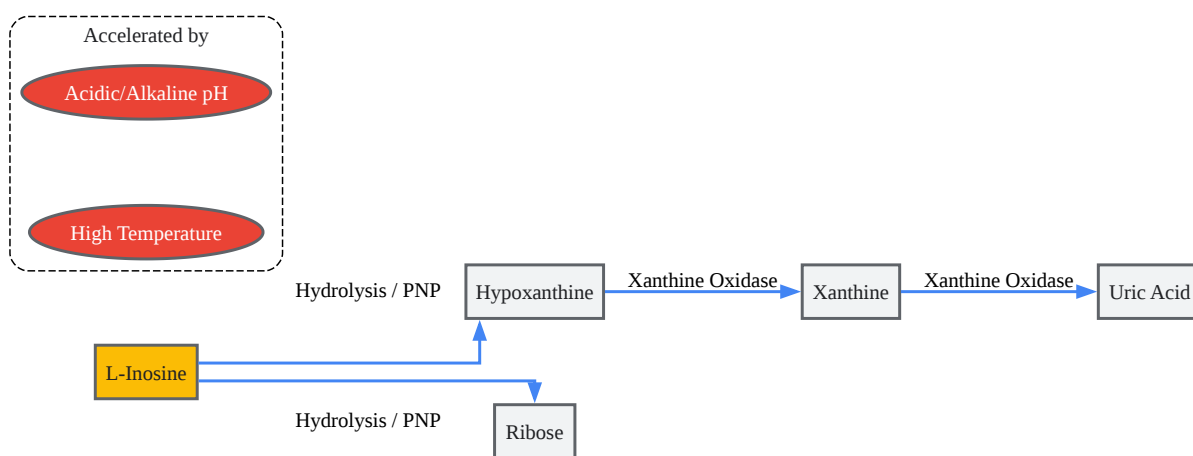 Accelerated by
Acidic/Alkaline pH
High Temperature
Hydrolysis / PNP
Hypoxanthine
Xanthine Oxidase
Xanthine
Xanthine Oxidase
Uric Acid
L-Inosine
Hydrolysis / PNP
Ribose